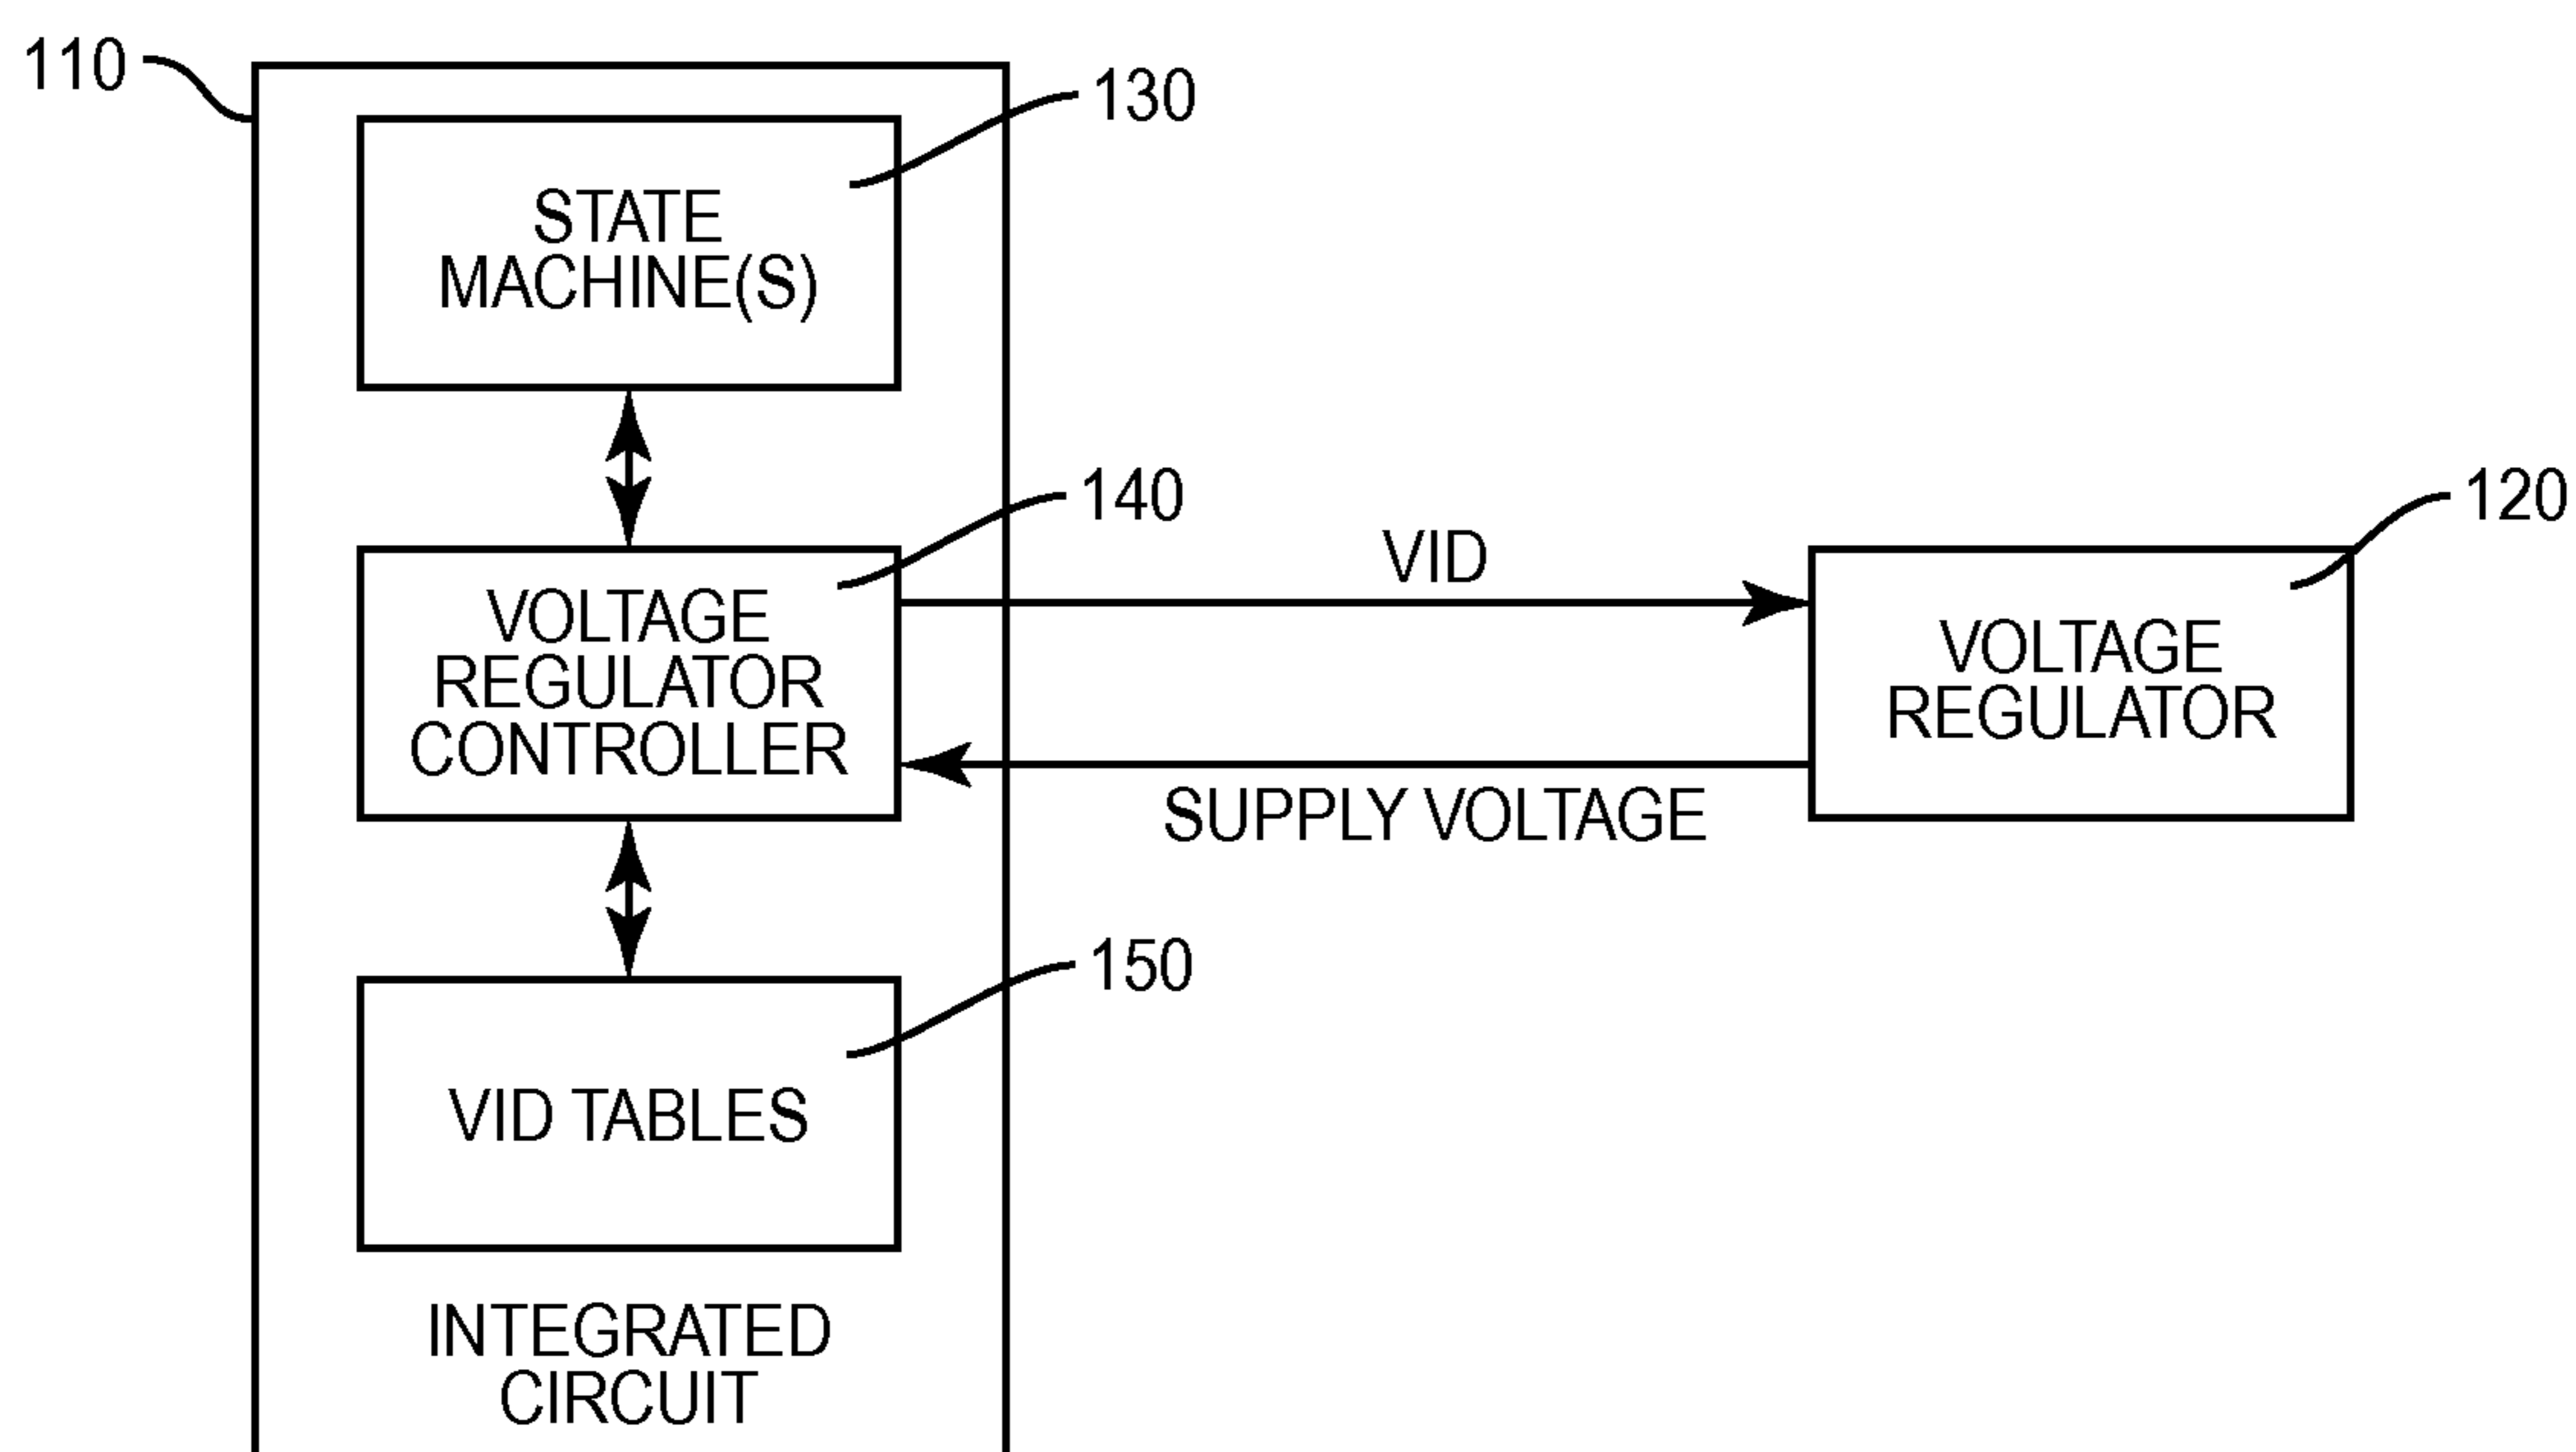 110
130
STATE
MACHINE(S)
140
120
VID
VOLTAGE
REGULATOR
CONTROLLER
VOLTAGE
REGULATOR
SUPPLY VOLTAGE
150
VID TABLES
INTEGRATED
CIRCUIT